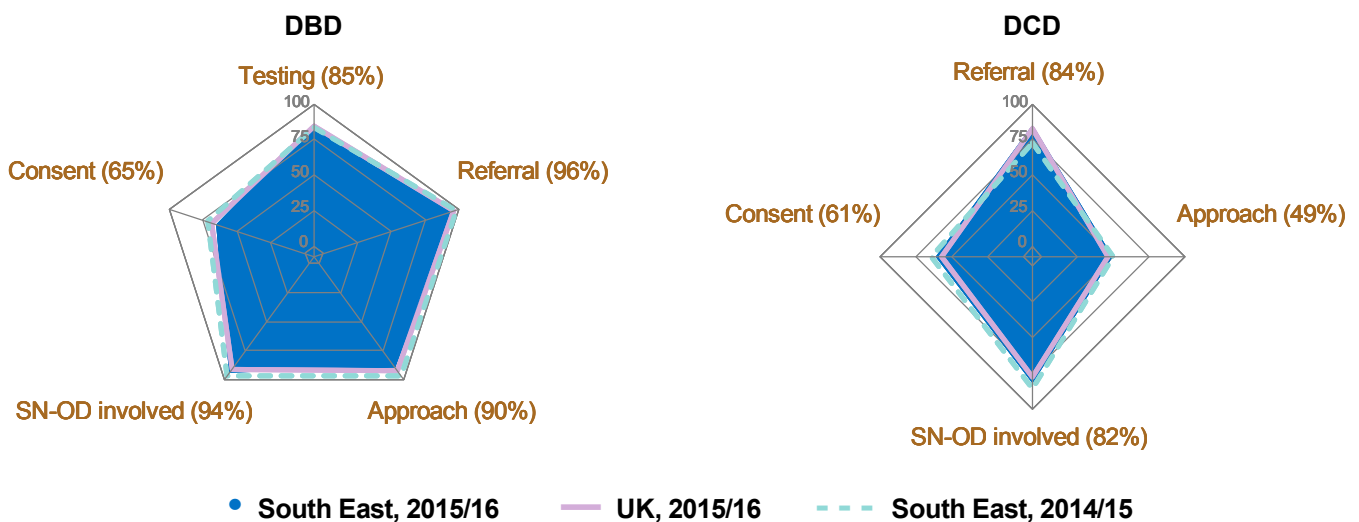 DBD
Testing (85%)
100
75
50
25
0
Consent (65%)
Referral (96%)
SN-OD involved (94%)
Approach (90%)
DCD
Referral (84%)
100
75
50
25
0
Consent (61%)
Approach (49%)
SN-OD involved (82%)
South East, 2015/16
UK, 2015/16
South East, 2014/15